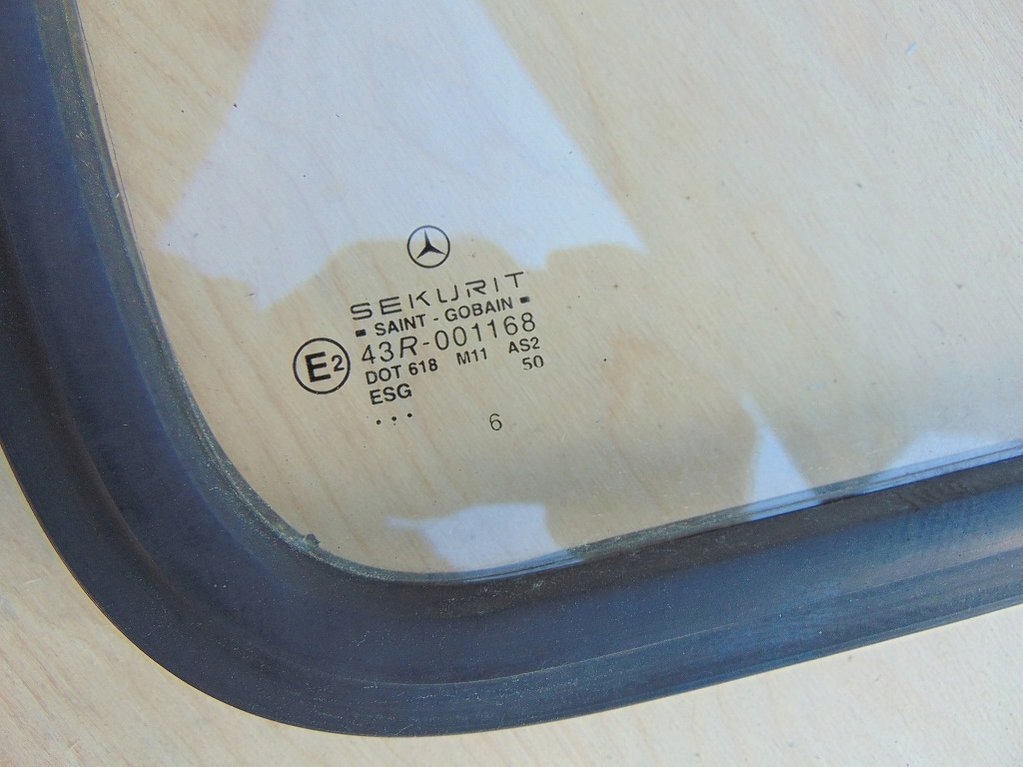 SEKURIT
SAINT - GOBAIN
E2 43R-001168
DOT 618 M11 AS2
ESG 50
... 6